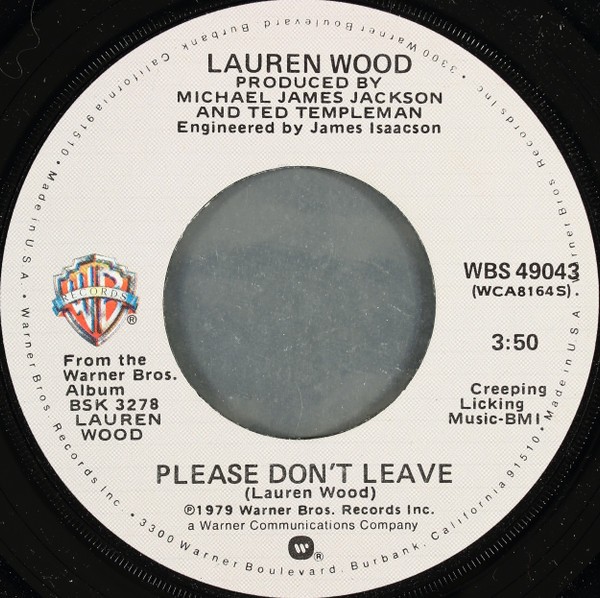 LAUREN WOOD
PRODUCED BY
MICHAEL JAMES JACKSON
AND TED TEMPLEMAN
Engineered by James Isaacson
WBS 49043
(WCA8164S)
3:50
Creeping
Licking
Music-BMI
RECORDS
®
From the
Warner Bros.
Album
BSK 3278
LAUREN
WOOD
PLEASE DON'T LEAVE
(Lauren Wood)
℗1979 Warner Bros. Records Inc.
a Warner Communications Company
®
Made in U.S.A. • Warner Bros. Records Inc. • 3300 Warner Boulevard, Burbank, California 91510 • Made in U.S.A. • Warner Bros. Records Inc. • 3300 Warner Boulevard, Burbank, California 91510 •